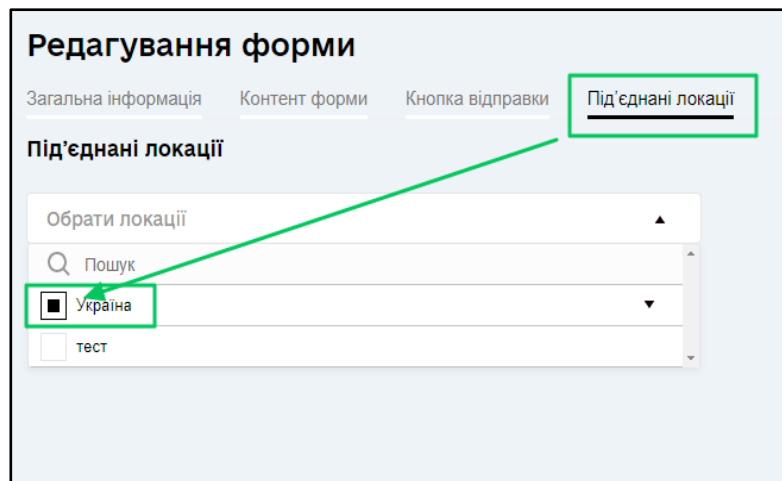 Редагування форми
Загальна інформація Контент форми Кнопка відправки Під'єднані локації
Під’єднані локації
Обрати локації
Пошук
Україна
тест